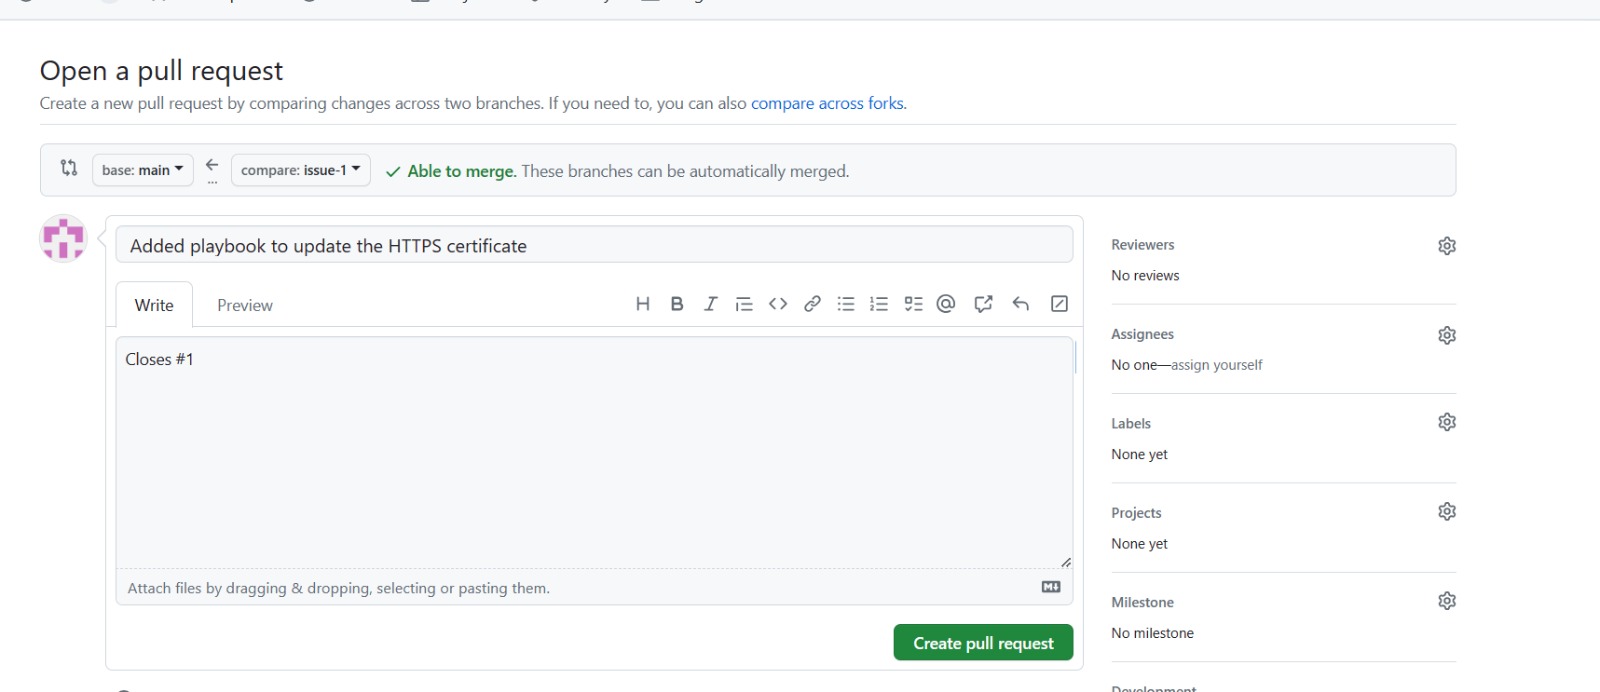 Open a pull request
Create a new pull request by comparing changes across two branches. If you need to, you can also compare across forks.
base: main
...
compare: issue-1
Able to merge. These branches can be automatically merged.
Added playbook to update the HTTPS certificate
Write
Preview
Closes #1
Attach files by dragging & dropping, selecting or pasting them.
Create pull request
Reviewers
No reviews
Assignees
No one—assign yourself
Labels
None yet
Projects
None yet
Milestone
No milestone
Development